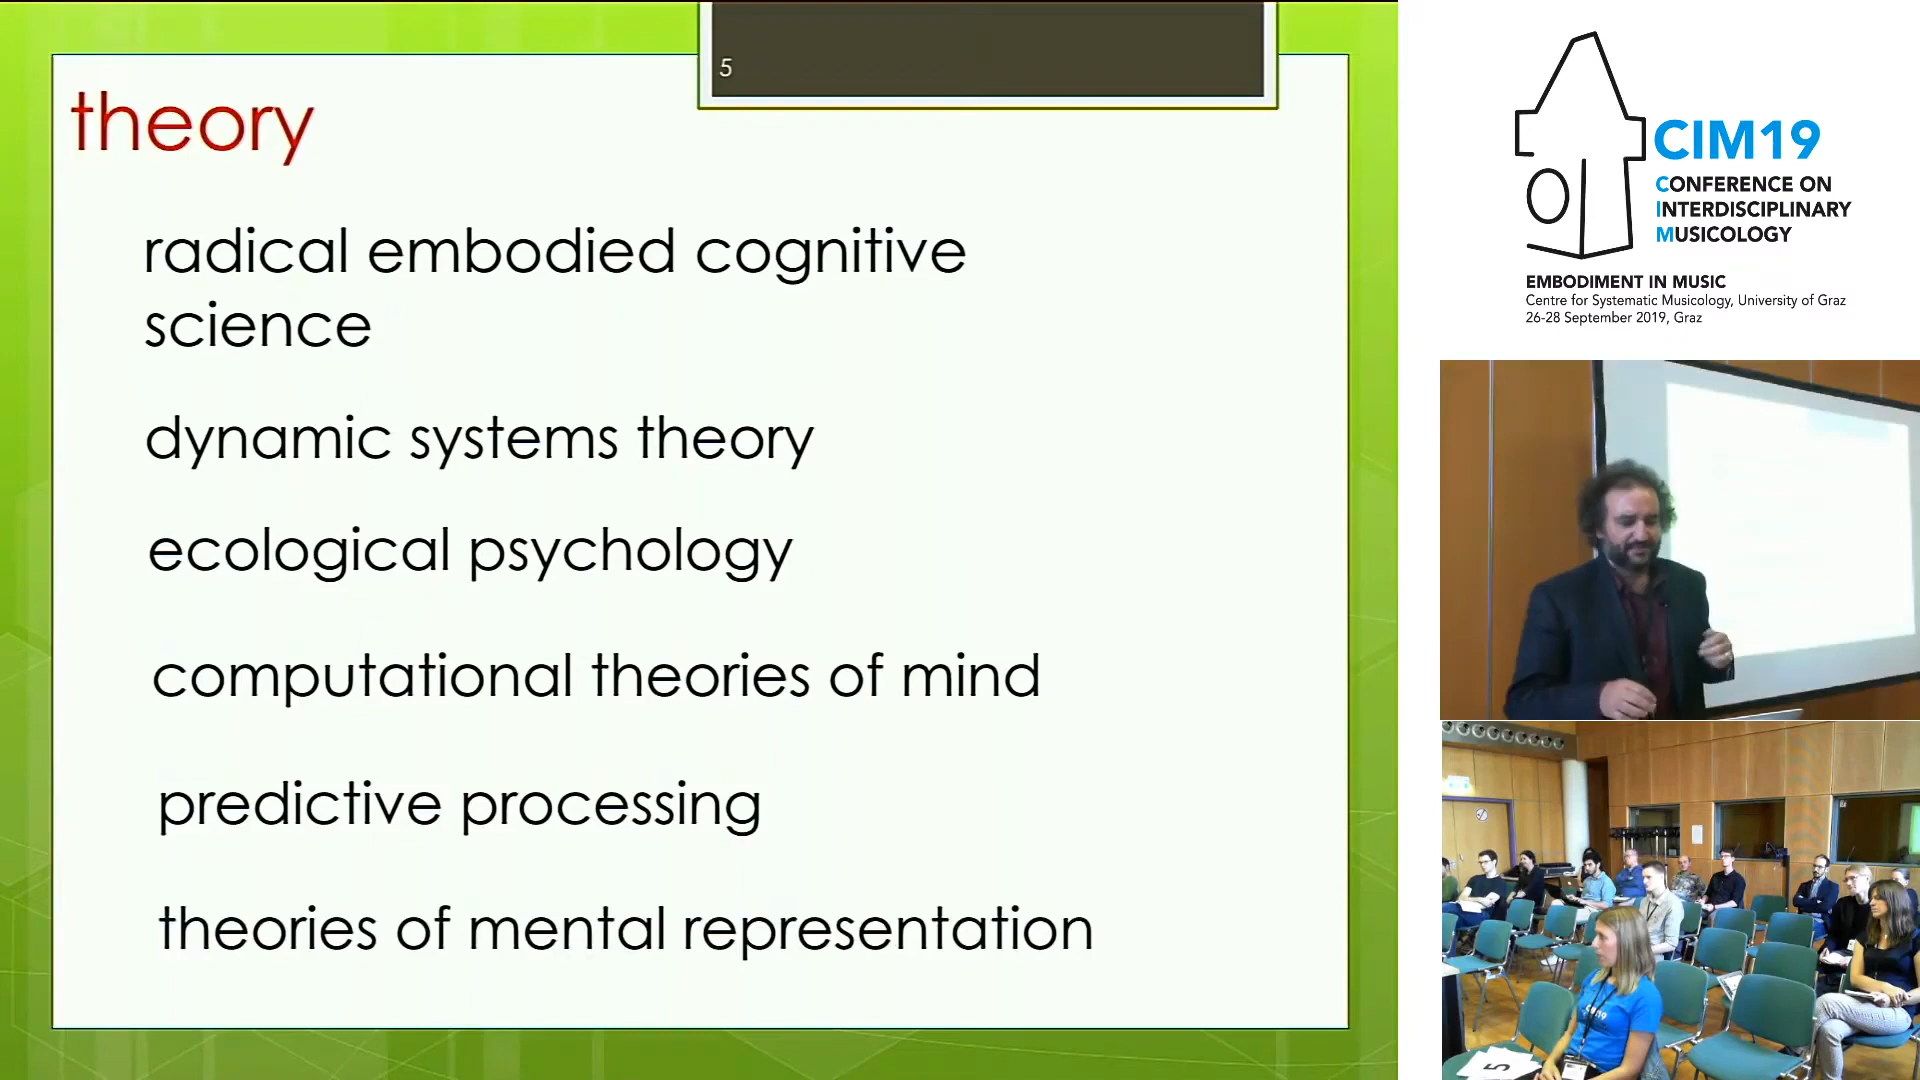 5
theory
radical embodied cognitive
science
dynamic systems theory
ecological psychology
computational theories of mind
predictive processing
theories of mental representation
CIM19
CONFERENCE ON
INTERDISCIPLINARY
MUSICOLOGY
EMBODIMENT IN MUSIC
Centre for Systematic Musicology, University of Graz
26-28 September 2019, Graz
5